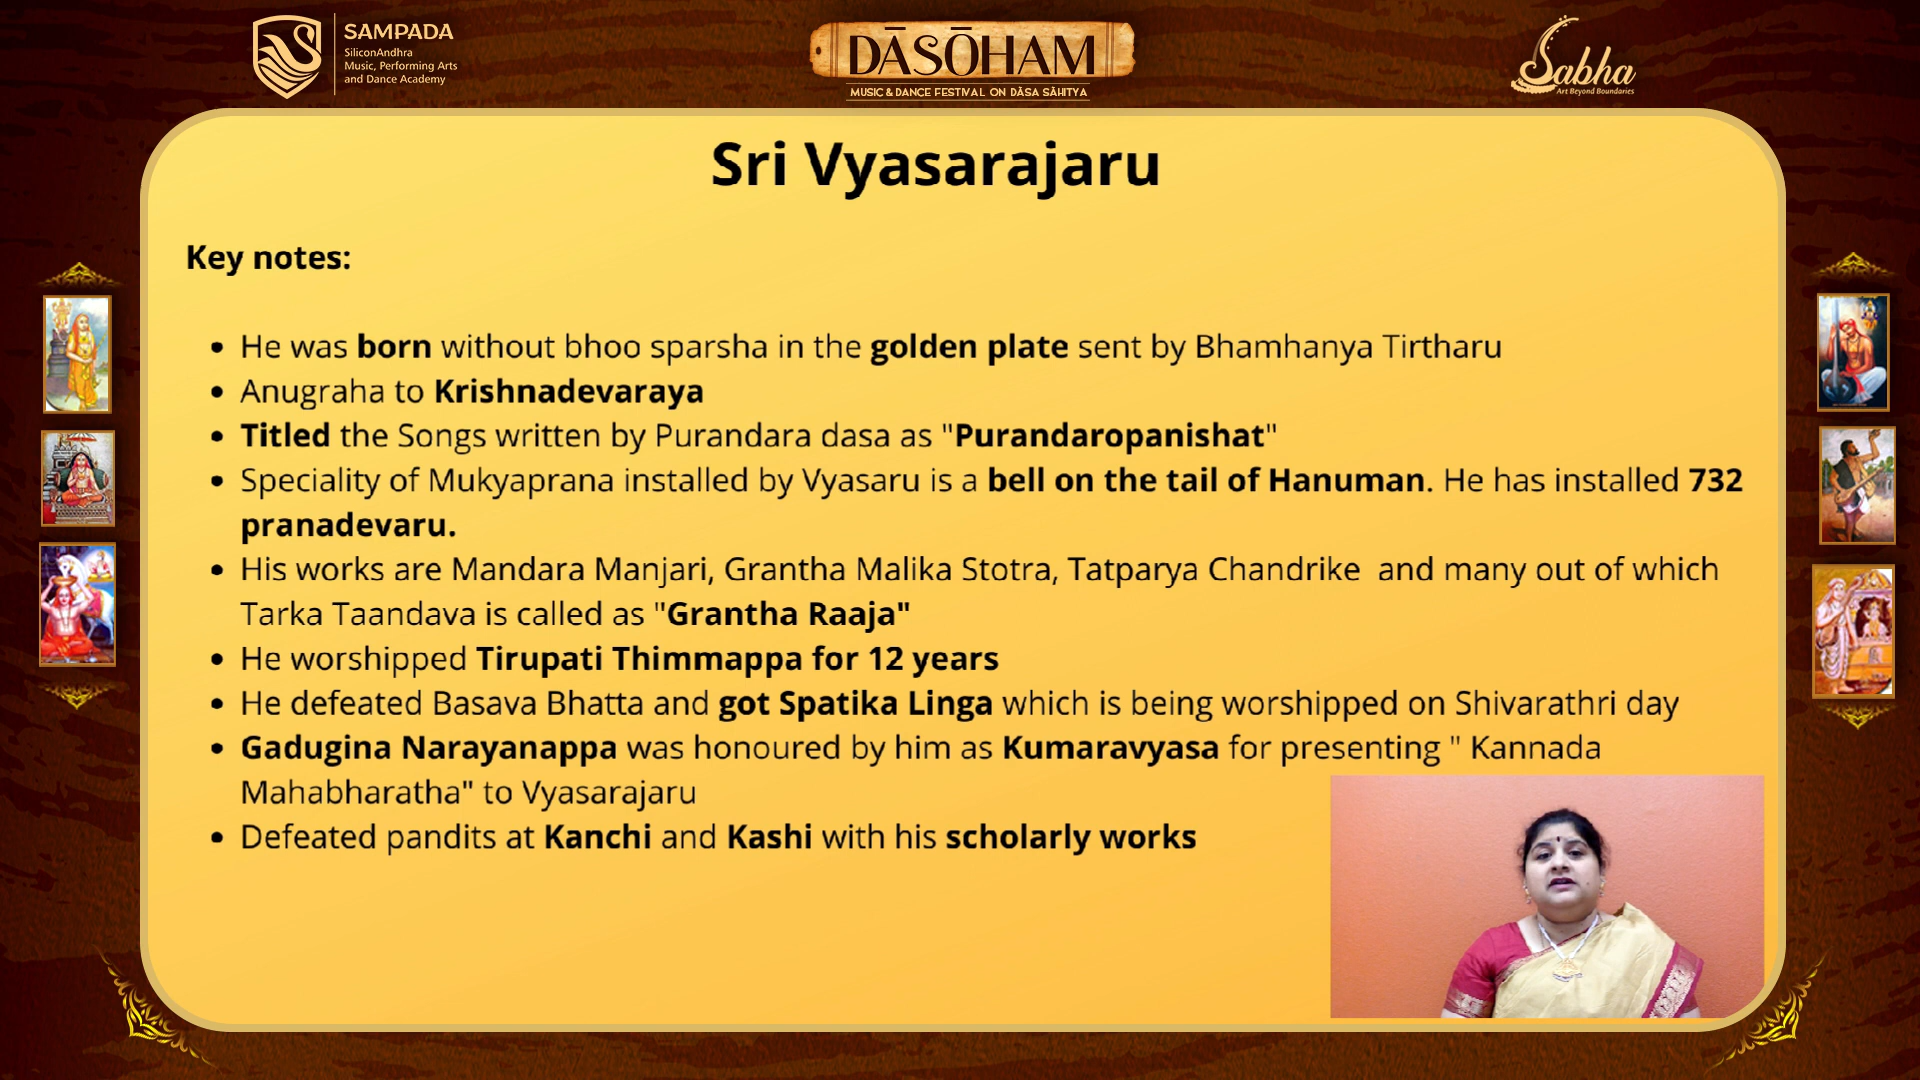 SAMPADA
SiliconAndhra
Music, Performing Arts
and Dance Academy
DĀSŌHAM
MUSIC & DANCE FESTIVAL ON DĀSA SĀHITYA
Sabha
Art Beyond Boundaries
Sri Vyasarajaru
Key notes:
• He was born without bhoo sparsha in the golden plate sent by Bhamhanya Tirtharu
• Anugraha to Krishnadevaraya
• Titled the Songs written by Purandara dasa as "Purandaropanishat"
• Speciality of Mukyaprana installed by Vyasaru is a bell on the tail of Hanuman. He has installed 732
pranadevaru.
• His works are Mandara Manjari, Grantha Malika Stotra, Tatparya Chandrike and many out of which
Tarka Taandava is called as "Grantha Raaja"
• He worshipped Tirupati Thimmappa for 12 years
• He defeated Basava Bhatta and got Spatika Linga which is being worshipped on Shivarathri day
• Gadugina Narayanappa was honoured by him as Kumaravyasa for presenting " Kannada
Mahabharatha" to Vyasarajaru
• Defeated pandits at Kanchi and Kashi with his scholarly works